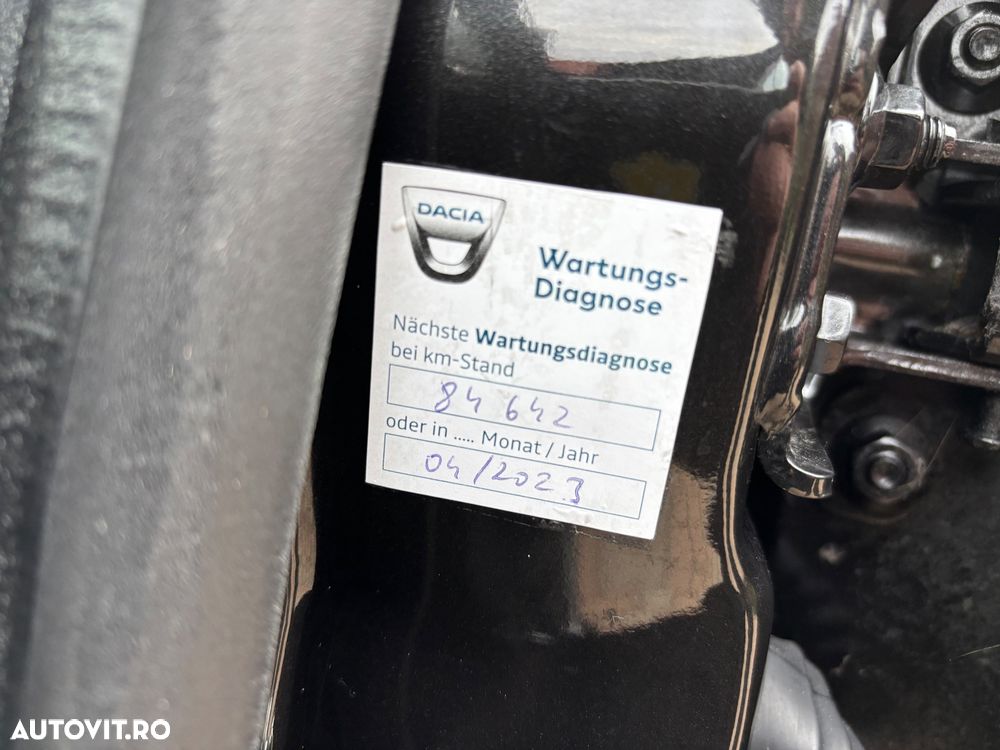 DACIA
Wartungs-
Diagnose
Nächste Wartungsdiagnose
bei km-Stand
84 642
oder in ..... Monat / Jahr
04/2023
AUTOVIT.RO